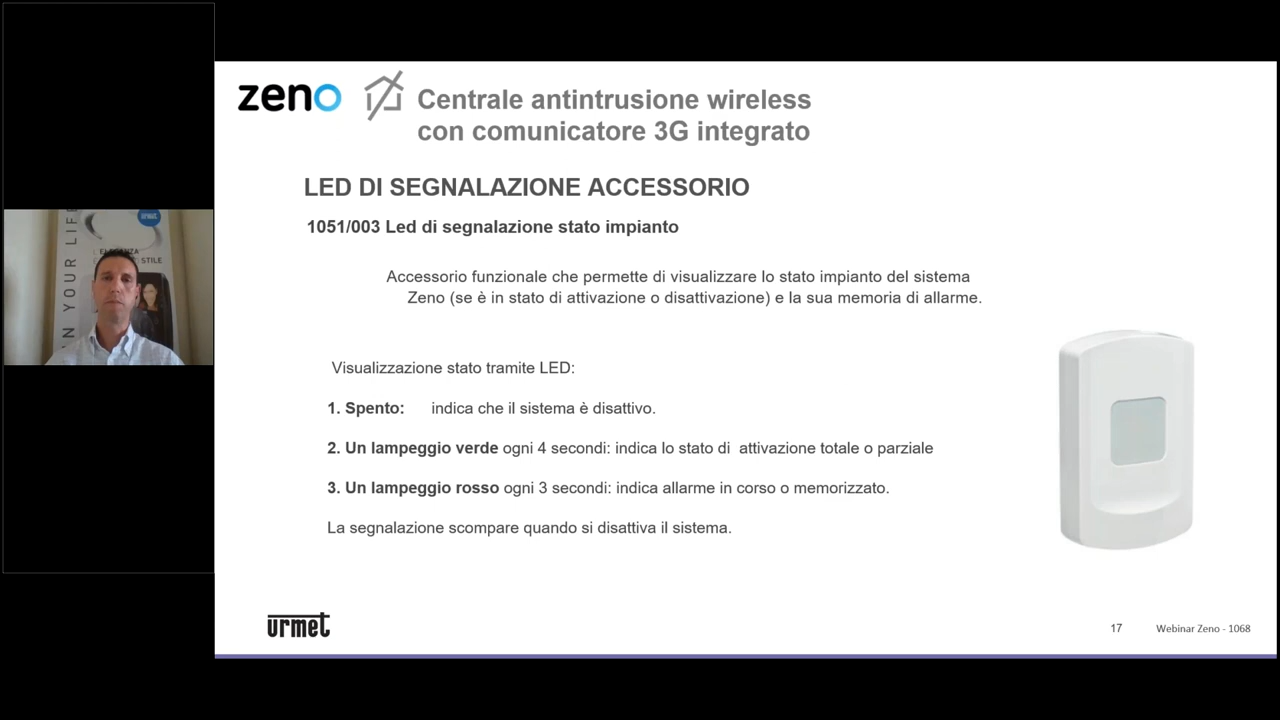 zeno
Centrale antintrusione wireless
con comunicatore 3G integrato
LED DI SEGNALAZIONE ACCESSORIO
1051/003 Led di segnalazione stato impianto
Accessorio funzionale che permette di visualizzare lo stato impianto del sistema
Zeno (se è in stato di attivazione o disattivazione) e la sua memoria di allarme.
Visualizzazione stato tramite LED:
1. Spento: indica che il sistema è disattivo.
2. Un lampeggio verde ogni 4 secondi: indica lo stato di attivazione totale o parziale
3. Un lampeggio rosso ogni 3 secondi: indica allarme in corso o memorizzato.
La segnalazione scompare quando si disattiva il sistema.
urmet
17
Webinar Zeno - 1068
urmet
N YOUR LIFE
STILE